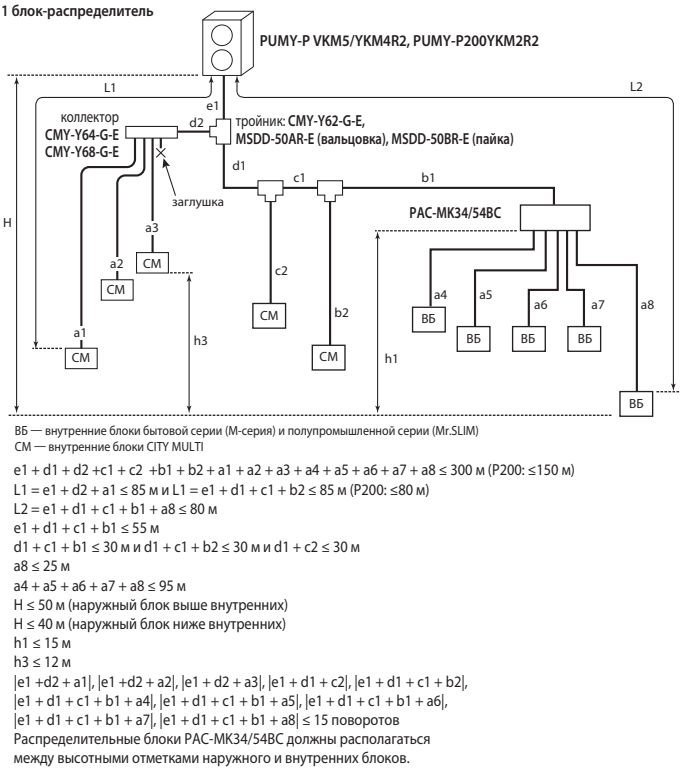 1 блок-распределитель
PUMY-P VKM5/YKM4R2, PUMY-P200YKM2R2
L1
L2
e1
коллектор
CMY-Y64-G-E
CMY-Y68-G-E
d2
тройник: CMY-Y62-G-E,
MSDD-50AR-E (вальцовка), MSDD-50BR-E (пайка)
d1
c1
b1
заглушка
PAC-MK34/54BC
H
a3
СМ
a2
СМ
c2
a4
a5
a6
a7
a8
СМ
b2
ВБ
a1
h3
ВБ
ВБ
ВБ
СМ
СМ
h1
ВБ
ВБ — внутренние блоки бытовой серии (М-серия) и полупромышленной серии (Mr.SLIM)
СМ — внутренние блоки CITY MULTI
e1 + d1 + d2 +c1 + c2 +b1 + b2 + a1 + a2 + a3 + a4 + a5 + a6 + a7 + a8 ≤ 300 м (P200: ≤150 м)
L1 = e1 + d2 + a1 ≤ 85 м и L1 = e1 + d1 + c1 + b2 ≤ 85 м (P200: ≤80 м)
L2 = e1 + d1 + c1 + b1 + a8 ≤ 80 м
e1 + d1 + c1 + b1 ≤ 55 м
d1 + c1 + b1 ≤ 30 м и d1 + c1 + b2 ≤ 30 м и d1 + c2 ≤ 30 м
a8 ≤ 25 м
a4 + a5 + a6 + a7 + a8 ≤ 95 м
H ≤ 50 м (наружный блок выше внутренних)
H ≤ 40 м (наружный блок ниже внутренних)
h1 ≤ 15 м
h3 ≤ 12 м
|e1 +d2 + a1|, |e1 +d2 + a2|, |e1 + d2 + a3|, |e1 + d1 + c2|, |e1 + d1 + c1 + b2|,
|e1 + d1 + c1 + b1 + a4|, |e1 + d1 + c1 + b1 + a5|, |e1 + d1 + c1 + b1 + a6|,
|e1 + d1 + c1 + b1 + a7|, |e1 + d1 + c1 + b1 + a8| ≤ 15 поворотов
Распределительные блоки PAC-MK34/54BC должны располагаться
между высотными отметками наружного и внутренних блоков.